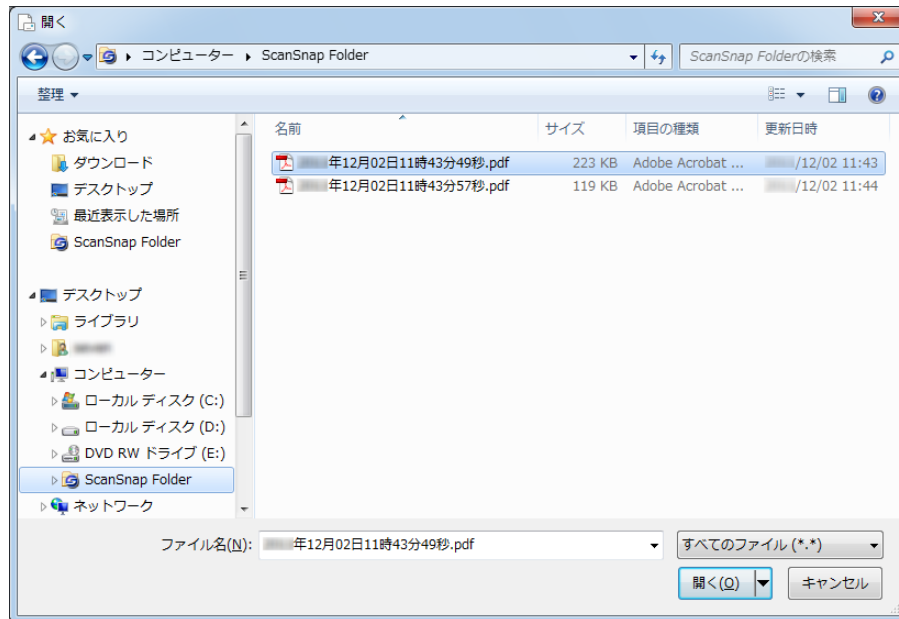 開く
コンピューター ScanSnap Folder
ScanSnap Folderの検索
整理
お気に入り
ダウンロード
デスクトップ
最近表示した場所
ScanSnap Folder
デスクトップ
ライブラリ
コンピューター
ローカル ディスク (C:)
ローカル ディスク (D:)
DVD RW ドライブ (E:)
ScanSnap Folder
ネットワーク
名前 サイズ 項目の種類 更新日時
年12月02日11時43分49秒.pdf 223 KB Adobe Acrobat ... /12/02 11:43
年12月02日11時43分57秒.pdf 119 KB Adobe Acrobat ... /12/02 11:44
ファイル名(N): 年12月02日11時43分49秒.pdf
すべてのファイル (*.*)
開く(O) キャンセル